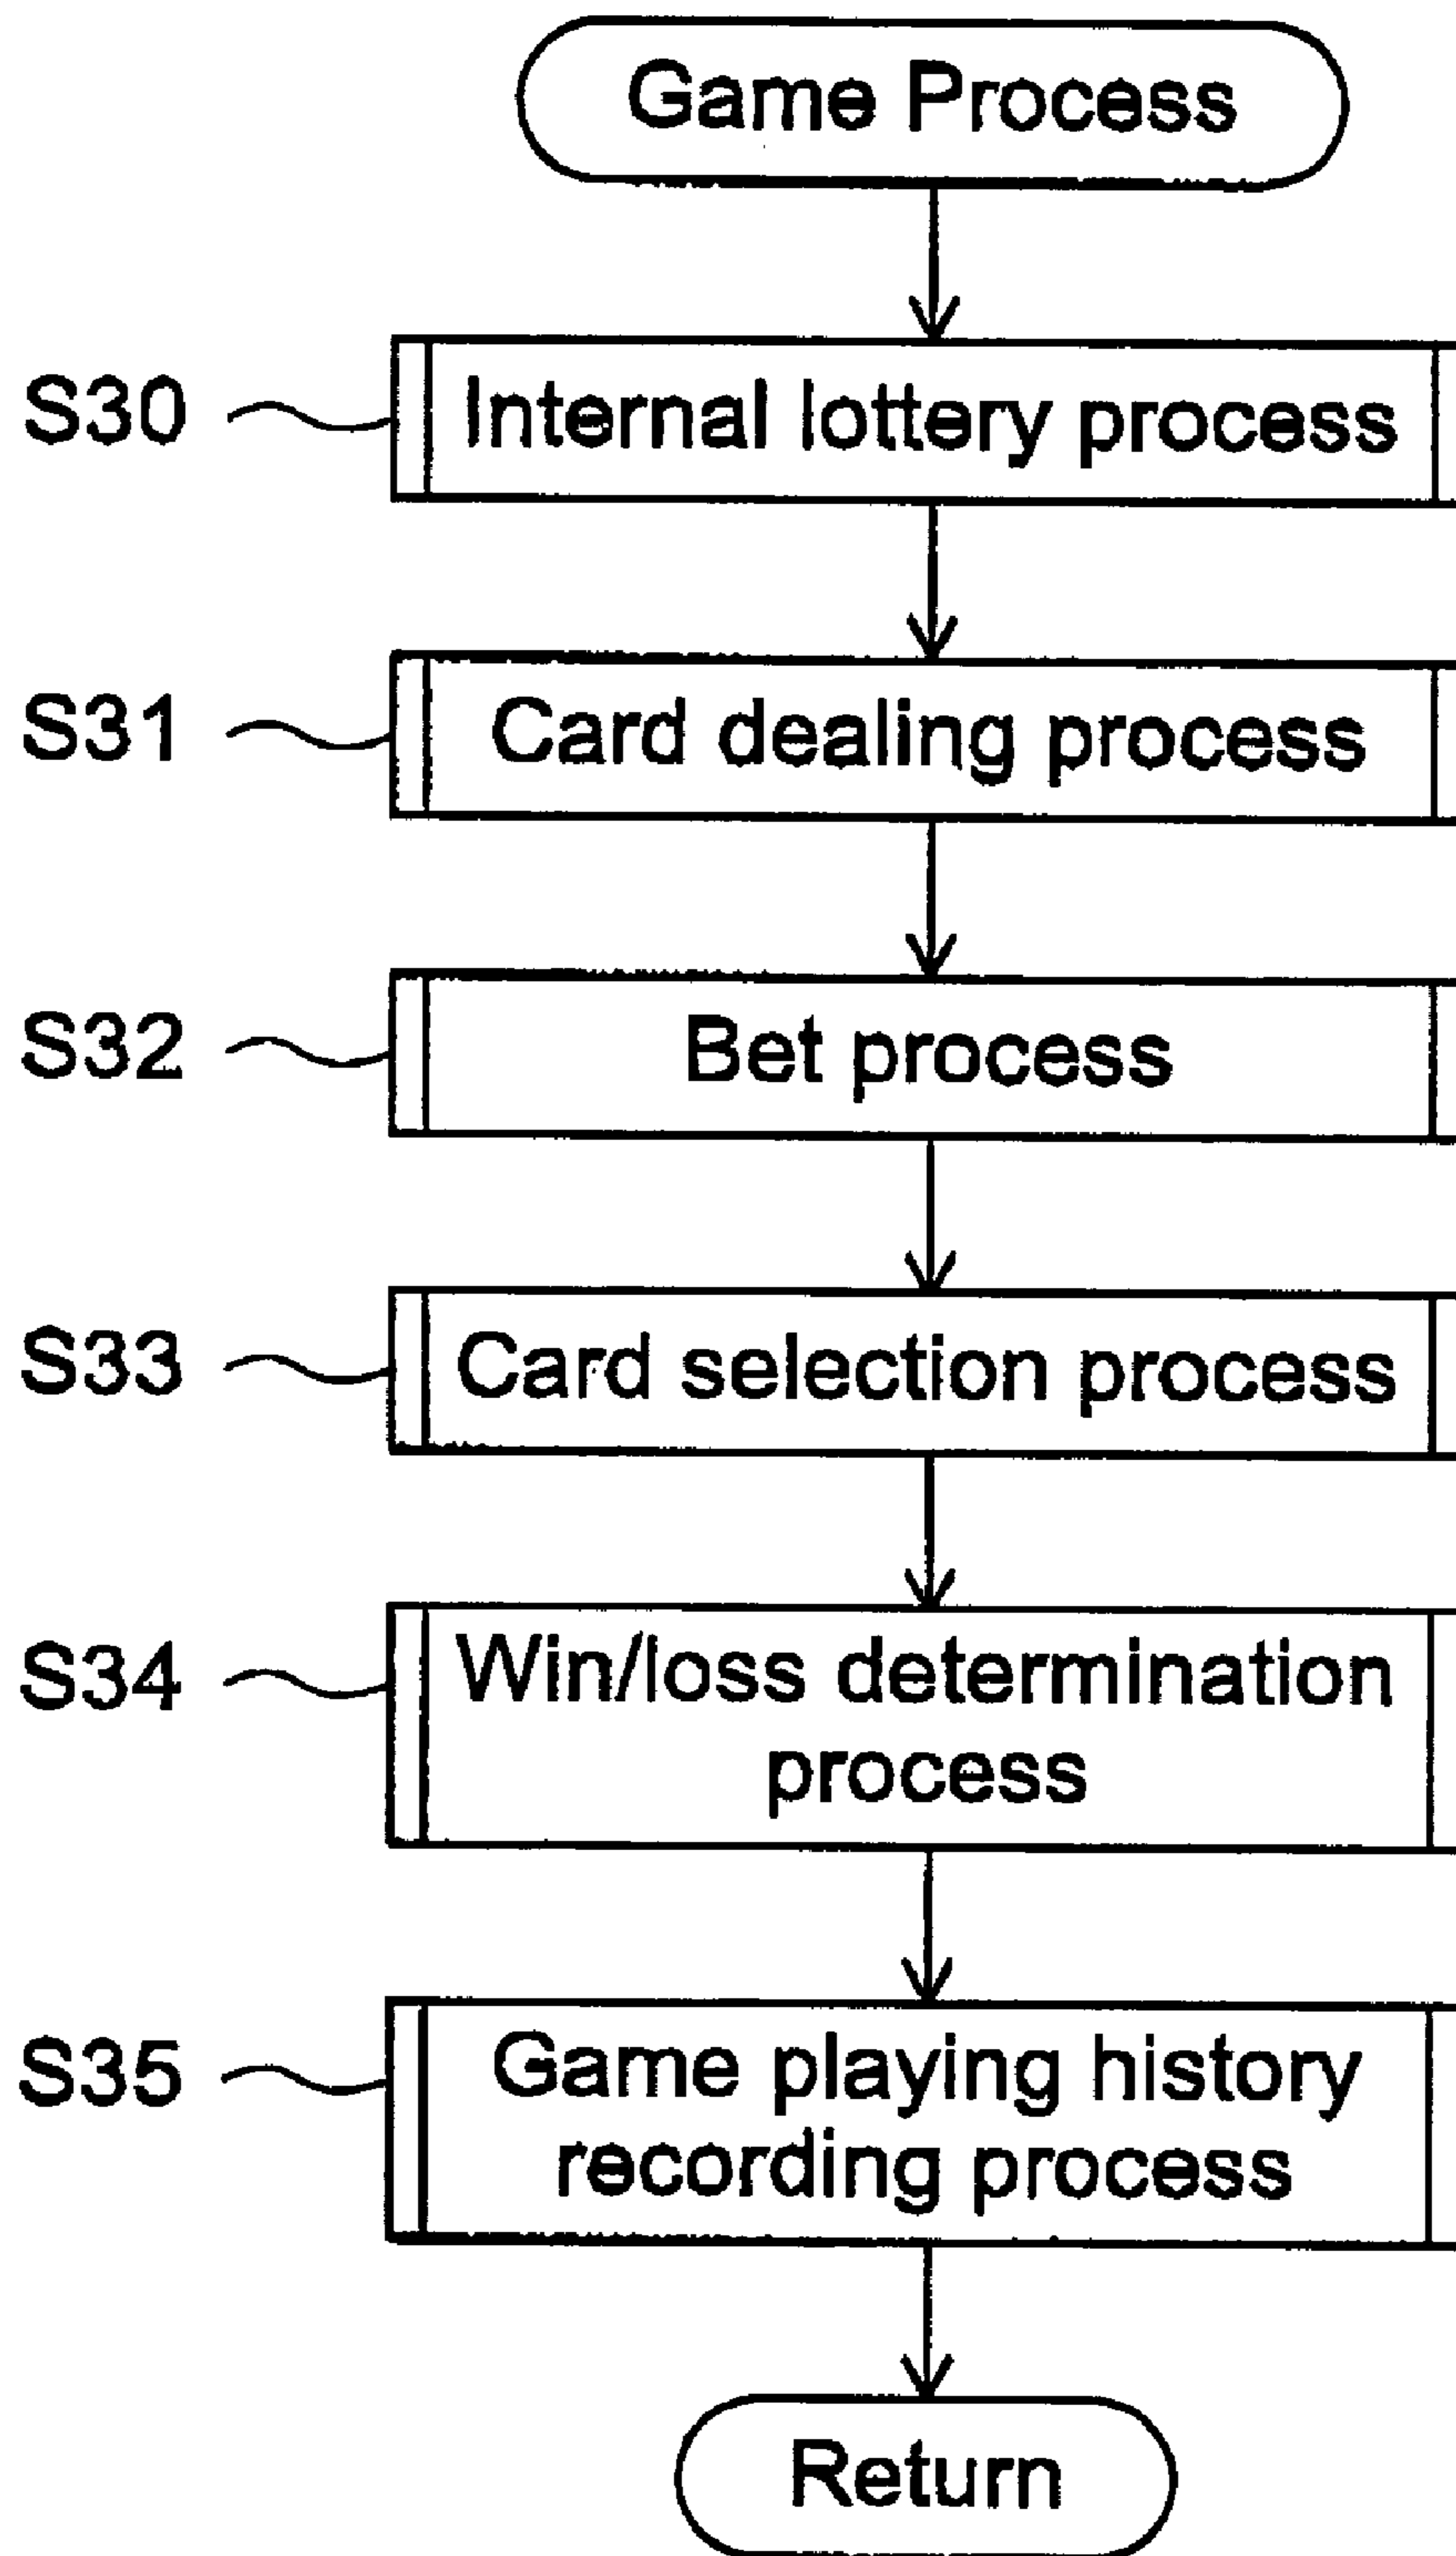 Game Process
S30
Internal lottery process
S31
Card dealing process
S32
Bet process
S33
Card selection process
S34
Win/loss determination
process
S35
Game playing history
recording process
Return